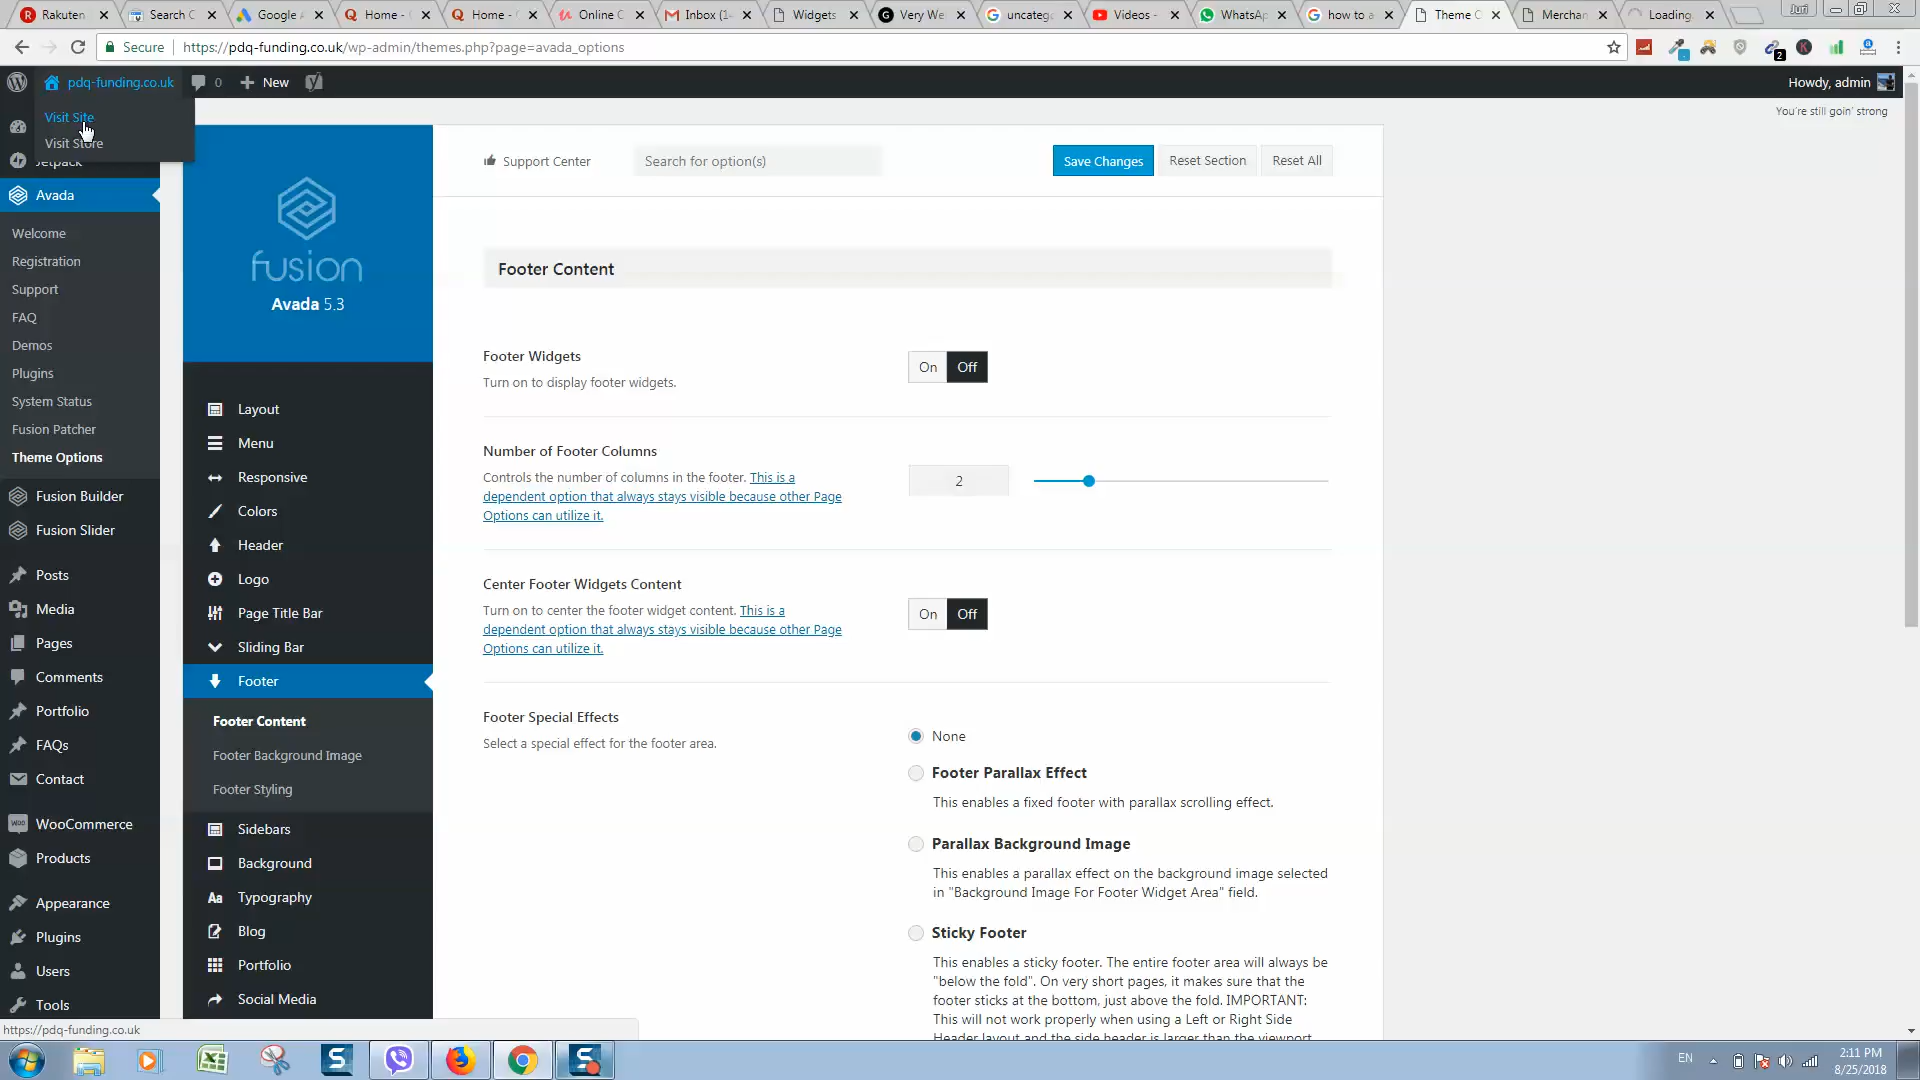 Rakuten
Search C
Google A
Home -
Home -
Online C
Inbox (1
Widgets
Very We
uncateg
Videos -
WhatsAp
how to a
Theme O
Merchan
Loading
Juri
Secure
https://pdq-funding.co.uk/wp-admin/themes.php?page=avada_options
2
pdq-funding.co.uk
0
New
Howdy, admin
Visit Site
Visit Store
You're still goin' strong
Jetpack
Avada
Welcome
Registration
Support
FAQ
Demos
Plugins
System Status
Fusion Patcher
Theme Options
Fusion Builder
Fusion Slider
Posts
Media
Pages
Comments
Portfolio
FAQs
Contact
WooCommerce
Products
Appearance
Plugins
Users
Tools
https://pdq-funding.co.uk
fusion
Avada 5.3
Layout
Menu
Responsive
Colors
Header
Logo
Page Title Bar
Sliding Bar
Footer
Footer Content
Footer Background Image
Footer Styling
Sidebars
Background
Typography
Blog
Portfolio
Social Media
Support Center
Search for option(s)
Save Changes
Reset Section
Reset All
Footer Content
Footer Widgets
Turn on to display footer widgets.
On Off
Number of Footer Columns
Controls the number of columns in the footer. This is a
dependent option that always stays visible because other Page
Options can utilize it.
2
Center Footer Widgets Content
Turn on to center the footer widget content. This is a
dependent option that always stays visible because other Page
Options can utilize it.
On Off
Footer Special Effects
Select a special effect for the footer area.
None
Footer Parallax Effect
This enables a fixed footer with parallax scrolling effect.
Parallax Background Image
This enables a parallax effect on the background image selected
in "Background Image For Footer Widget Area" field.
Sticky Footer
This enables a sticky footer. The entire footer area will always be
"below the fold". On very short pages, it makes sure that the
footer sticks at the bottom, just above the fold. IMPORTANT:
This will not work properly when using a Left or Right Side
Header layout and the side header is larger than the viewport.
EN
2:11 PM
8/25/2018